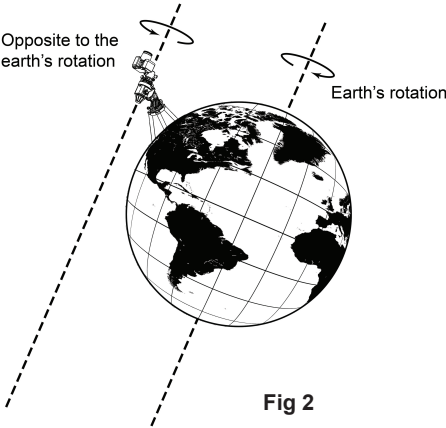 Opposite to the
earth's rotation
Earth's rotation
Fig 2